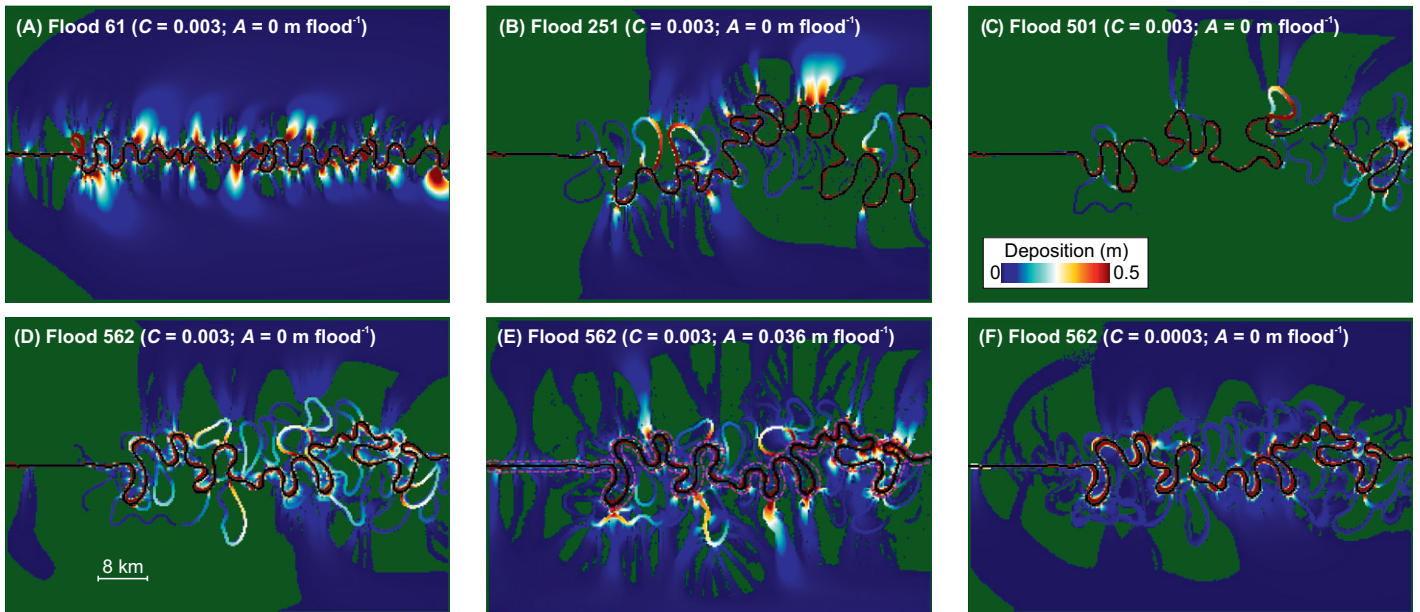 (A) Flood 61 (C = 0.003; A = 0 m flood⁻¹)
(B) Flood 251 (C = 0.003; A = 0 m flood⁻¹)
(C) Flood 501 (C = 0.003; A = 0 m flood⁻¹)
Deposition (m)
0 0.5
(D) Flood 562 (C = 0.003; A = 0 m flood⁻¹)
8 km
(E) Flood 562 (C = 0.003; A = 0.036 m flood⁻¹)
(F) Flood 562 (C = 0.0003; A = 0 m flood⁻¹)